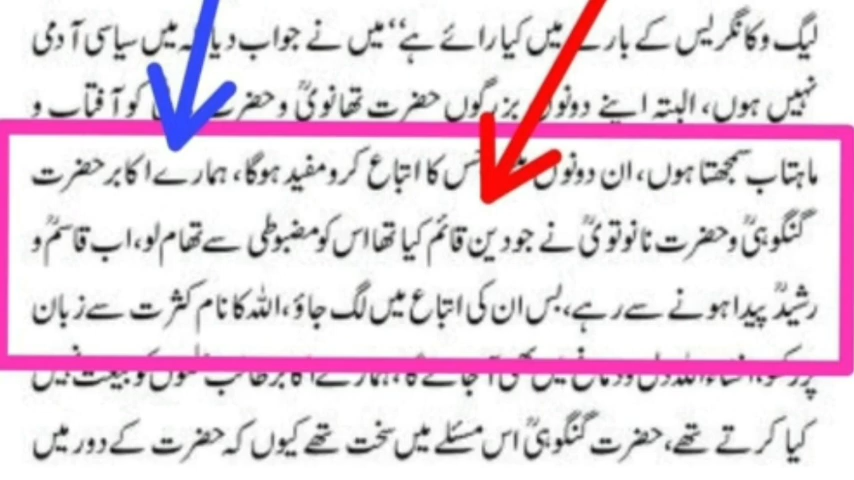 لیگ وکانگریس کے بارے میں کیا رائے ہے‘‘میں نے جواب دیا میں سیاسی آدمی
نہیں ہوں، البتہ اپنے دونوں بزرگوں حضرت تھانویؒ وحضرت کو آفتاب و
ماہتاب سمجھتا ہوں، ان دونوں میں جس کا اتباع کرو مفید ہوگا، ہمارے اکابر حضرت
گنگوہیؒ وحضرت نانوتویؒ نے جو دین قائم کیا تھا اس کو مضبوطی سے تھام لو، اب قاسمؒ و
رشیدؒ پیدا ہونے سے رہے، بس ان کی اتباع میں لگ جاؤ، اللہ کا نام کثرت سے زبان
کیا کرتے تھے، حضرت گنگوہیؒ اس مسئلے میں سخت تھے کیوں کہ حضرت کے دور میں